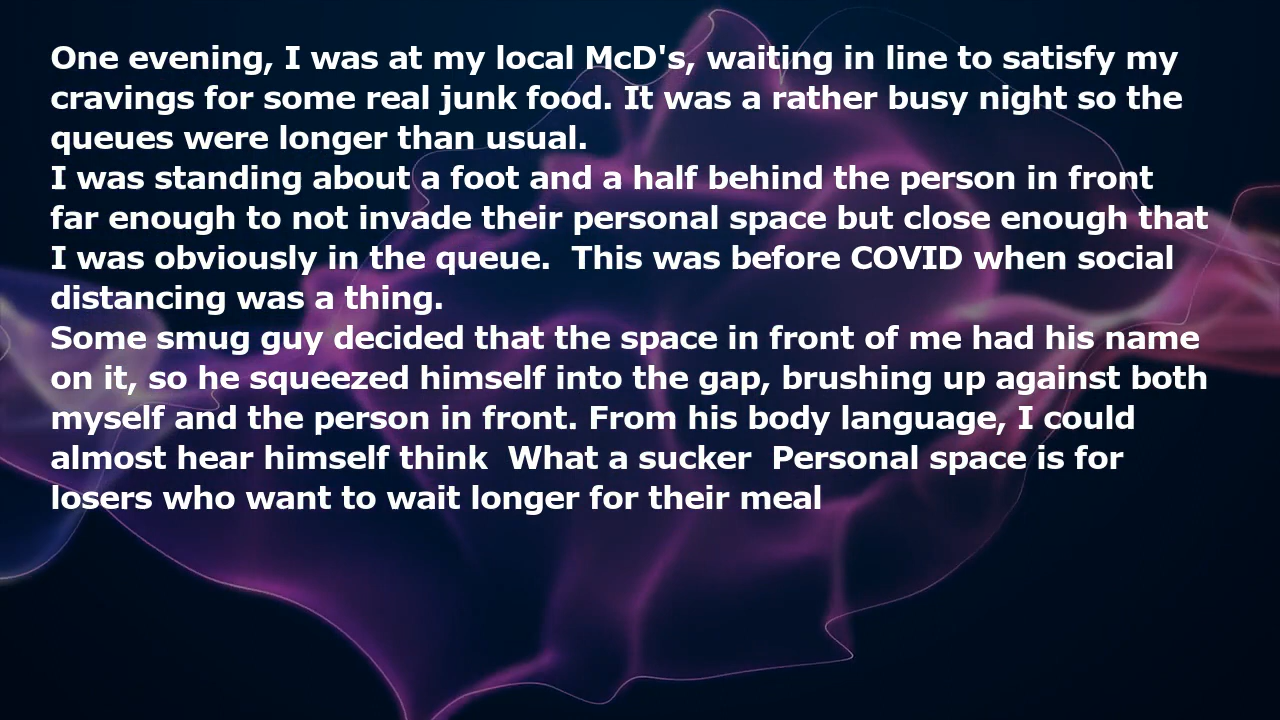 One evening, I was at my local McD's, waiting in line to satisfy my
cravings for some real junk food. It was a rather busy night so the
queues were longer than usual.
I was standing about a foot and a half behind the person in front
far enough to not invade their personal space but close enough that
I was obviously in the queue.  This was before COVID when social
distancing was a thing.
Some smug guy decided that the space in front of me had his name
on it, so he squeezed himself into the gap, brushing up against both
myself and the person in front. From his body language, I could
almost hear himself think  What a sucker  Personal space is for
losers who want to wait longer for their meal